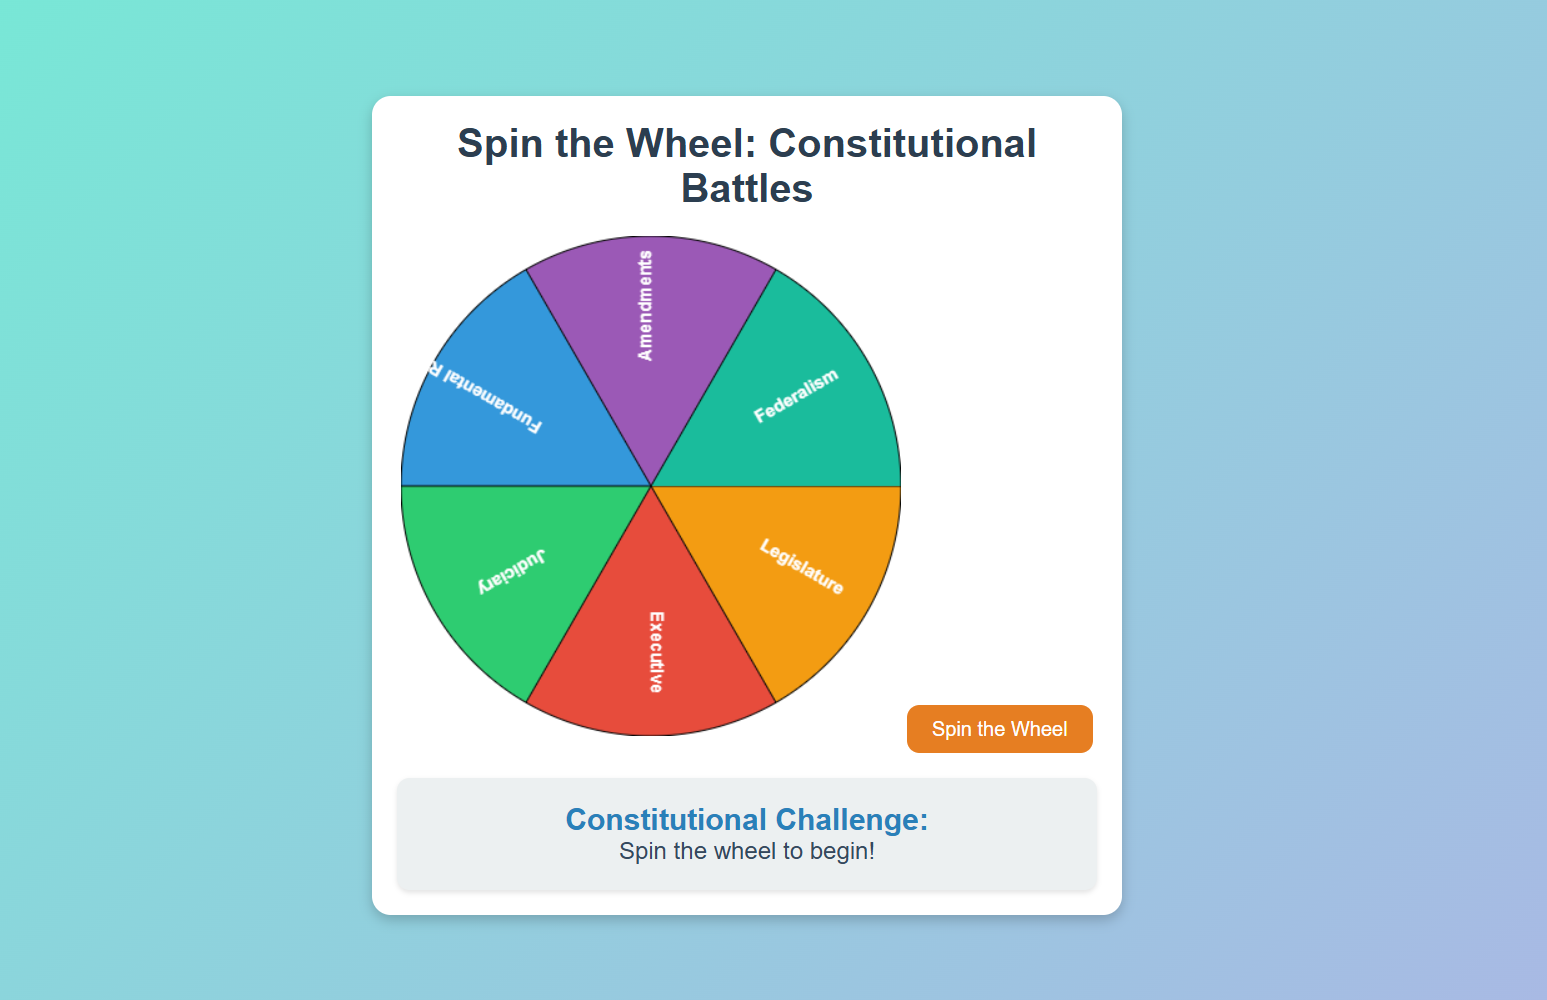 Spin the Wheel: Constitutional
Battles
Amendments
Fundamental R
Federalism
Legislature
Judiciary
Executive
Spin the Wheel
Constitutional Challenge:
Spin the wheel to begin!